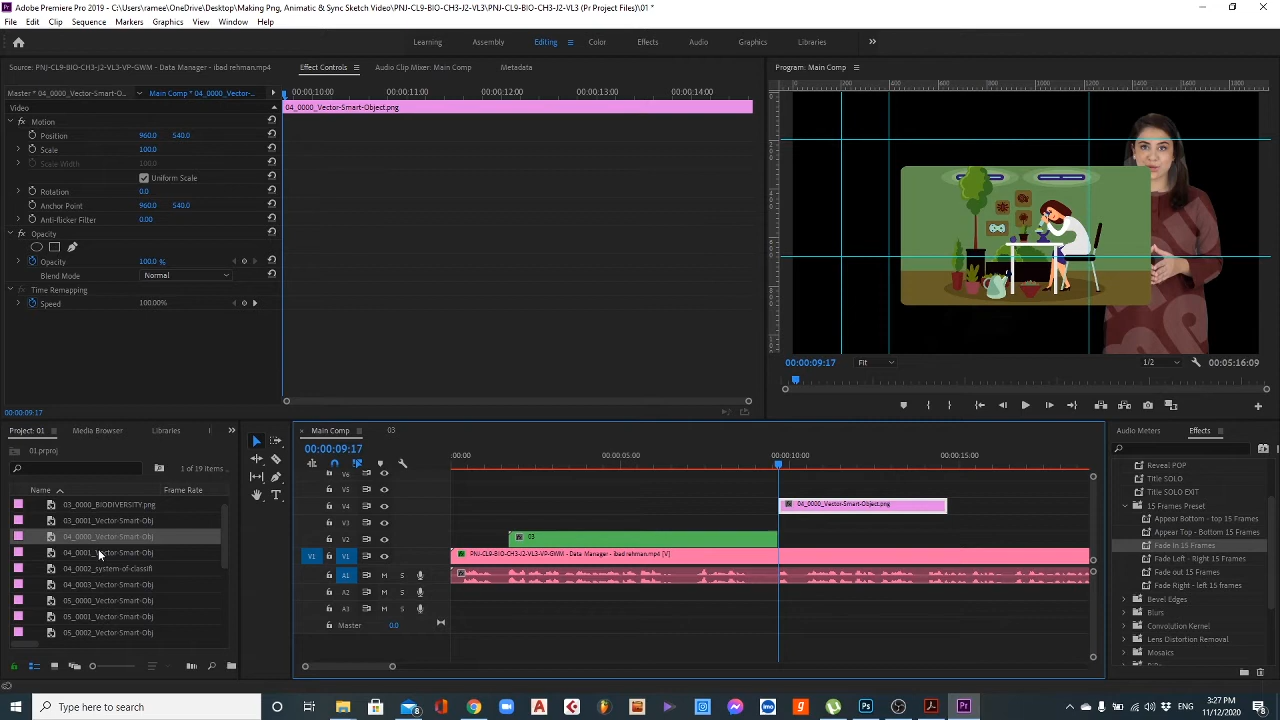 Adobe Premiere Pro 2020 - C:\Users\ramee\OneDrive\Desktop\Making Png, Animatic & Sync Sketch Video\PNJ-CL9-BIO-CH3-J2-VL3\PNJ-CL9-BIO-CH3-J2-VL3 (Pr Project Files)\01 *
File Edit Clip Sequence Markers Graphics View Window Help
Learning Assembly Editing Color Effects Audio Graphics Libraries
Source: PNJ-CL9-BIO-CH3-J2-VL3-VP-GWM - Data Manager - ibad rehman.mp4 Effect Controls Audio Clip Mixer: Main Comp Metadata Program: Main Comp
Master * 04_0000_Vector-Smart-O... Main Comp * 04_0000_Vector-... 00:00:10:00 00:00:11:00 00:00:12:00 00:00:13:00 00:00:14:00
Video 04_0000_Vector-Smart-Object.png
fx Motion
Position 960.0 540.0
Scale 100.0
Scale Width 100.0
Uniform Scale
Rotation 0.0
Anchor Point 960.0 540.0
Anti-flicker Filter 0.00
fx Opacity
Opacity 100.0 %
Blend Mode Normal
Time Remapping
Speed 100.00%
00:00:09:17 Fit 1/2 00:05:16:09
00:00:09:17
Project: 01 Media Browser Libraries
01.prproj
1 of 19 items
Name Frame Rate
03_0000_BIODIVERSITY.png
03_0001_Vector-Smart-Obj
04_0000_Vector-Smart-Obj
04_0001_Vector-Smart-Obj
04_0002_system-of-classifi
04_0003_Vector-Smart-Obj
05_0000_Vector-Smart-Obj
05_0001_Vector-Smart-Obj
05_0002_Vector-Smart-Obj
Main Comp 03
00:00:09:17 :00:00 00:00:05:00 00:00:10:00 00:00:15:00
V6
V5
V4 04_0000_Vector-Smart-Object.png
V3
V2 03
V1 V1 PNJ-CL9-BIO-CH3-J2-VL3-VP-GWM - Data Manager - ibad rehman.mp4 [V]
A1 M S
A2 M S
A3 M S
Master 0.0
Audio Meters Effects
Reveal POP
Title SOLO
Title SOLO EXIT
15 Frames Preset
Appear Bottom - top 15 Frames
Appear Top - Bottom 15 Frames
Fade In 15 Frames
Fade Left - Right 15 Frames
Fade out 15 Frames
Fade Right - left 15 Frames
Bevel Edges
Blurs
Convolution Kernel
Lens Distortion Removal
Mosaics
Type here to search
3:27 PM
11/12/2020